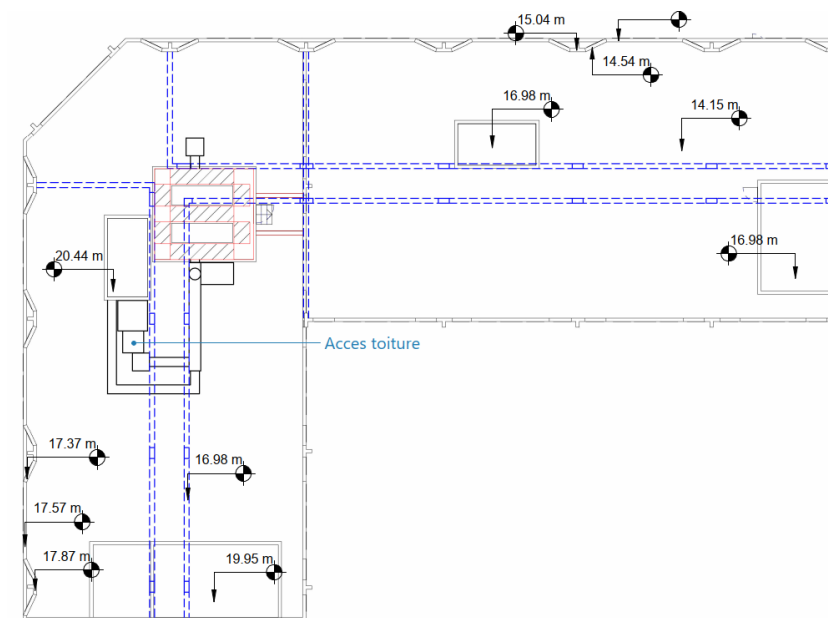 15.04 m
14.54 m
16.98 m
14.15 m
16.98 m
20.44 m
Acces toiture
17.37 m
16.98 m
17.57 m
17.87 m
19.95 m